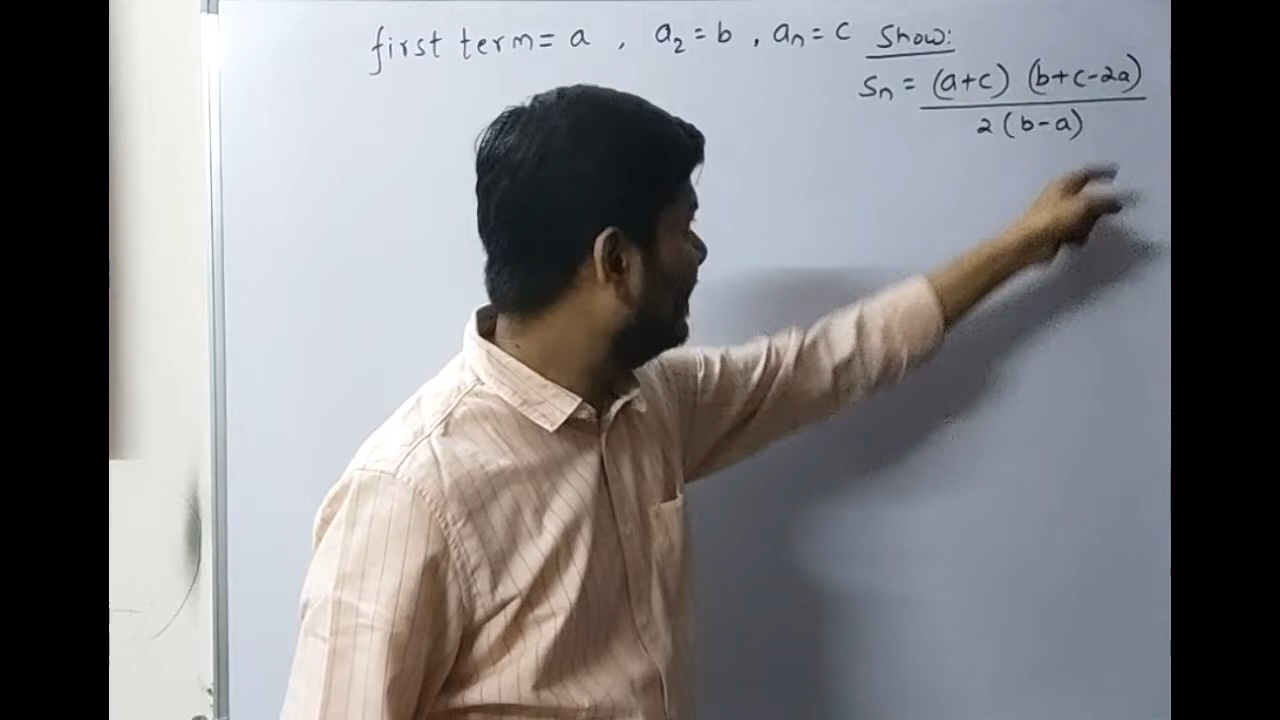 first term = a , a₂ = b , aₙ = c Show:
Sₙ = (a+c) (b+c-2a)
2 (b-a)